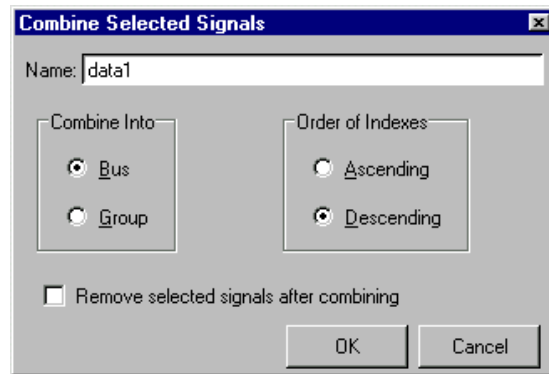 Combine Selected Signals
Name: data1
Combine Into
Order of Indexes
Bus
Ascending
Group
Descending
Remove selected signals after combining
OK
Cancel